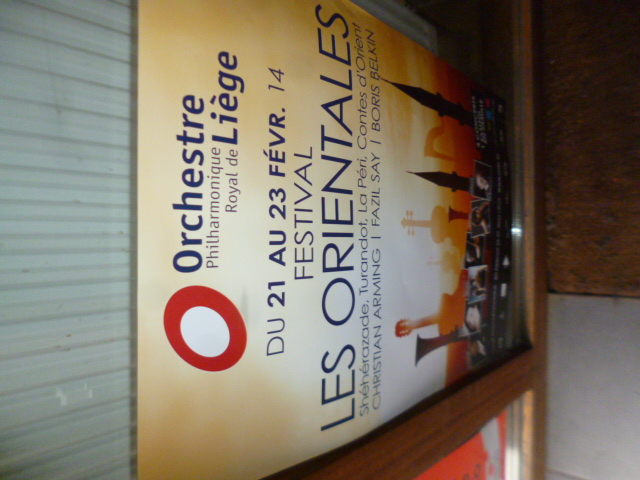 Orchestre
Philharmonique
Royal de Liège
DU 21 AU 23 FÉVR. 14
FESTIVAL
LES ORIENTALES
Shéhérazade, Turandot, La Péri, Contes d'Orient
CHRISTIAN ARMING | FAZIL SAY | BORIS BELKIN